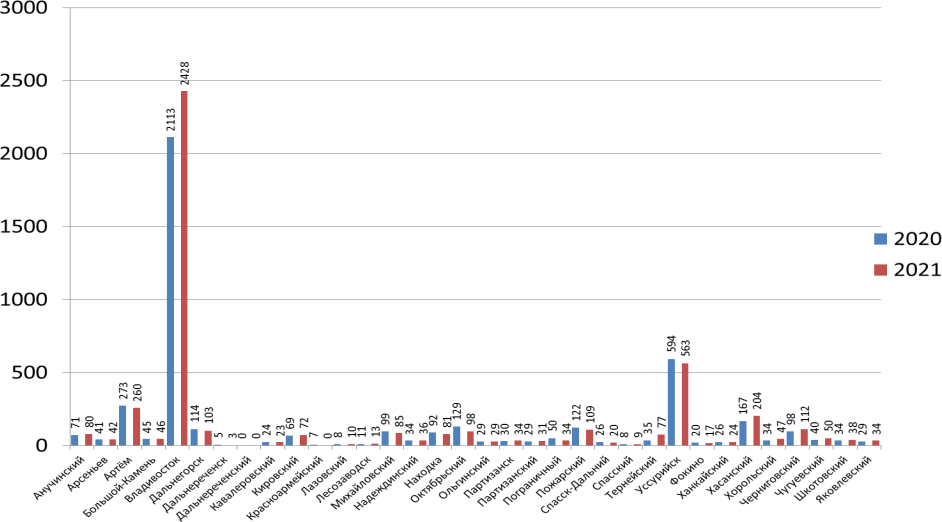 3000
2500
2000
1500
1000
500
0
71 80 41 42 273 260 45 46 2113 2428 114 103 5 3 0 0 24 23 69 72 7 0 8 10 11 13 99 85 34 36 92 81 129 98 29 29 30 34 29 31 50 34 122 109 26 20 8 9 35 77 594 563 20 17 26 24 167 204 34 47 98 112 40 50 34 38 29 34
Анучинский
Арсеньев
Артём
Большой-Камень
Владивосток
Дальнегорск
Дальнереченск
Дальнереченский
Кавалеровский
Кировский
Красноармейский
Лазовский
Лесозаводск
Михайловский
Надеждинский
Находка
Октябрьский
Ольгинский
Партизанск
Партизанский
Пограничный
Пожарский
Спасск-Дальний
Спасский
Тернейский
Уссурийск
Фокино
Ханкайский
Хасанский
Хорольский
Черниговский
Чугуевский
Шкотовский
Яковлевский
2020
2021